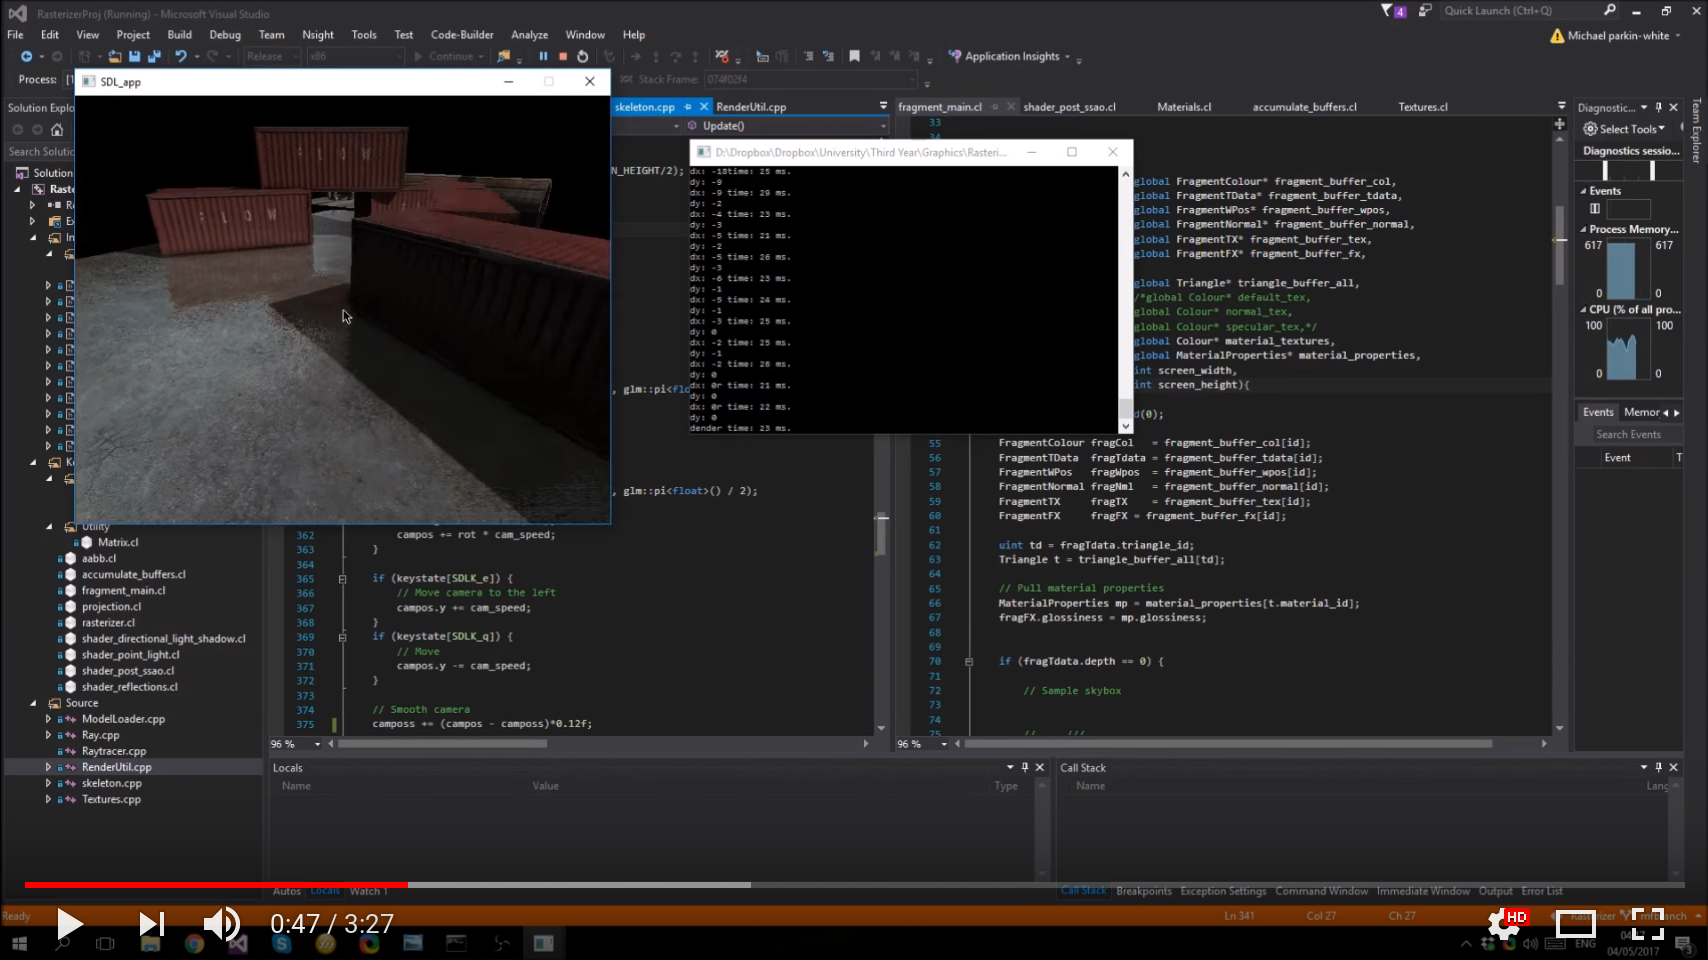 RasterizerProj (Running) - Microsoft Visual Studio
4
Quick Launch (Ctrl+Q)
File Edit View Project Build Debug Team Nsight Tools Test Code-Builder Analyze Window Help
Michael parkin-white
Release x86 Continue
Application Insights
Process:
Stack Frame: 074f02f4
SDL_app
Solution Explo
Search Solutio
Solution
Raste
SLOW
SLOW
skeleton.cpp
RenderUtil.cpp
Update()
N_HEIGHT/2);
D:\Dropbox\Dropbox\University\Third Year\Graphics\Rasteri...
dx: -18time: 25 ms.
dy: -9
dx: -9 time: 29 ms.
dy: -2
dx: -4 time: 23 ms.
dy: -3
dx: -5 time: 21 ms.
dy: -2
dx: -5 time: 26 ms.
dy: -3
dx: -6 time: 23 ms.
dy: -1
dx: -5 time: 24 ms.
dy: -1
dx: -3 time: 25 ms.
dy: 0
dx: -2 time: 25 ms.
dy: -1
dx: -2 time: 26 ms.
dy: 0
dx: 0r time: 21 ms.
dy: 0
dx: 0r time: 22 ms.
dy: 0
dender time: 23 ms.
, glm::pi<flo
, glm::pi<float>() / 2);
362 campos += rot * cam_speed;
363 }
364
365 if (keystate[SDLK_e]) {
366 // Move camera to the left
367 campos.y += cam_speed;
368 }
369 if (keystate[SDLK_q]) {
370 // Move
371 campos.y -= cam_speed;
372 }
373
374 // Smooth camera
375 camposs += (campos - camposs)*0.12f;
96 %
fragment_main.cl
shader_post_ssao.cl
Materials.cl
accumulate_buffers.cl
Textures.cl
33
34
global FragmentColour* fragment_buffer_col,
global FragmentTData* fragment_buffer_tdata,
global FragmentWPos* fragment_buffer_wpos,
global FragmentNormal* fragment_buffer_normal,
global FragmentTX* fragment_buffer_tex,
global FragmentFX* fragment_buffer_fx,
global Triangle* triangle_buffer_all,
/*global Colour* default_tex,
global Colour* normal_tex,
global Colour* specular_tex,*/
global Colour* material_textures,
global MaterialProperties* material_properties,
int screen_width,
int screen_height){
d(0);
55 FragmentColour fragCol = fragment_buffer_col[id];
56 FragmentTData fragTdata = fragment_buffer_tdata[id];
57 FragmentWPos fragWpos = fragment_buffer_wpos[id];
58 FragmentNormal fragNml = fragment_buffer_normal[id];
59 FragmentTX fragTX = fragment_buffer_tex[id];
60 FragmentFX fragFX = fragment_buffer_fx[id];
61
62 uint td = fragTdata.triangle_id;
63 Triangle t = triangle_buffer_all[td];
64
65 // Pull material properties
66 MaterialProperties mp = material_properties[t.material_id];
67 fragFX.glossiness = mp.glossiness;
68
69
70 if (fragTdata.depth == 0) {
71
72 // Sample skybox
73
74
75
96 %
Diagnostic...
Select Tools
Diagnostics sessio...
Events
Process Memory...
617 617
0 0
CPU (% of all pro...
100 100
0 0
Events Memor
Search Events
Event T
Team Explorer
Utility
Matrix.cl
aabb.cl
accumulate_buffers.cl
fragment_main.cl
projection.cl
rasterizer.cl
shader_directional_light_shadow.cl
shader_point_light.cl
shader_post_ssao.cl
shader_reflections.cl
Source
ModelLoader.cpp
Ray.cpp
Raytracer.cpp
RenderUtil.cpp
skeleton.cpp
Textures.cpp
Locals
Name Value Type
Call Stack
Name Lang
Autos Locals Watch 1
Call Stack Breakpoints Exception Settings Command Window Immediate Window Output Error List
Ready
Ln 341 Col 27 Ch 27
Rasterizer
0:47 / 3:27
HD
ENG
04/05/2017
3